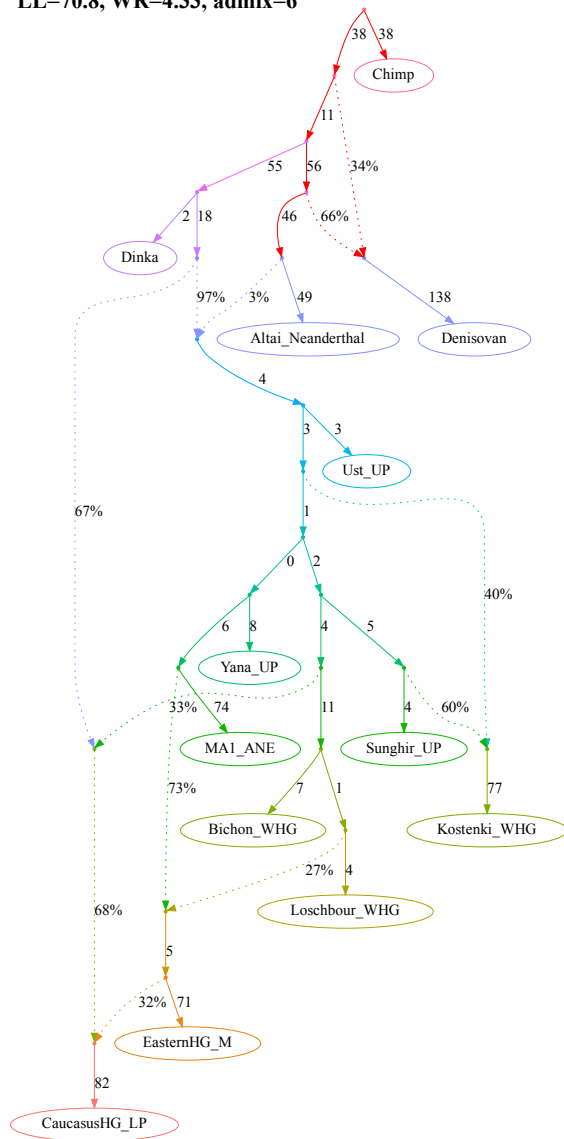 LL=70.8, WR=4.55, admix=6
38 38
Chimp
11
55 56 34%
2 18 46 66%
Dinka
97% 3% 49 138
Altai_Neanderthal Denisovan
4
3 3
Ust_UP
67% 1
0 2 40%
6 8 4 5
Yana_UP
33% 74 11 4 60%
MA1_ANE Sunghir_UP
73% 7 1 77
Bichon_WHG Kostenki_WHG
27% 4
68% Loschbour_WHG
5
32% 71
EasternHG_M
82
CaucasusHG_LP